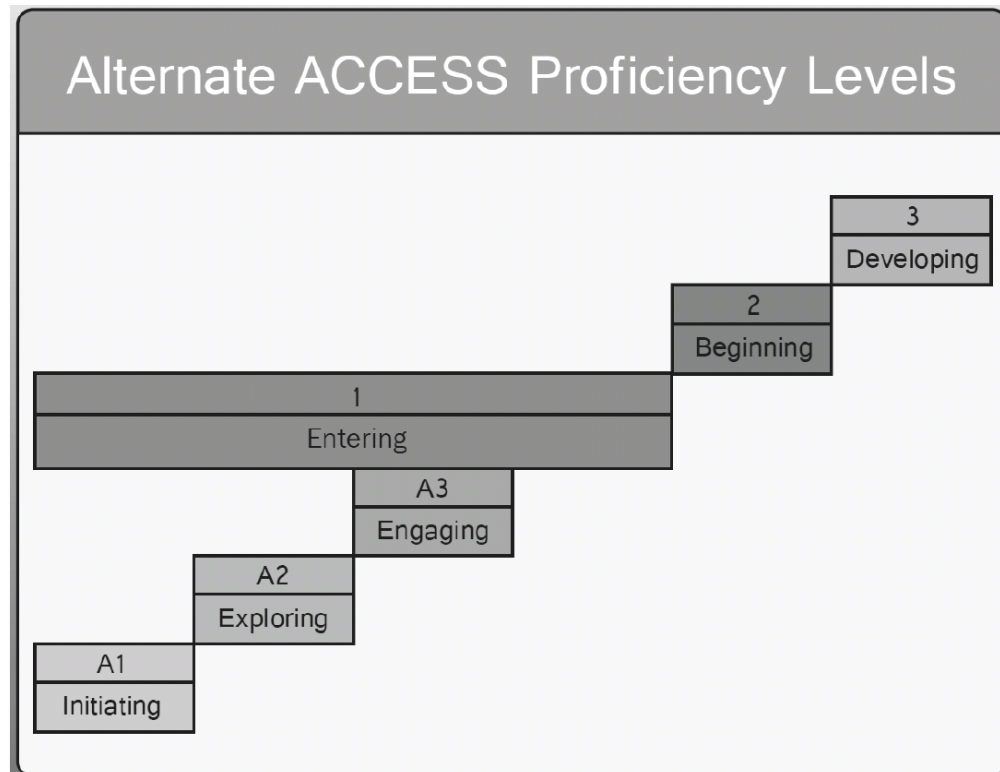 Alternate ACCESS Proficiency Levels
3
Developing
2
Beginning
1
Entering
A3
Engaging
A2
Exploring
A1
Initiating